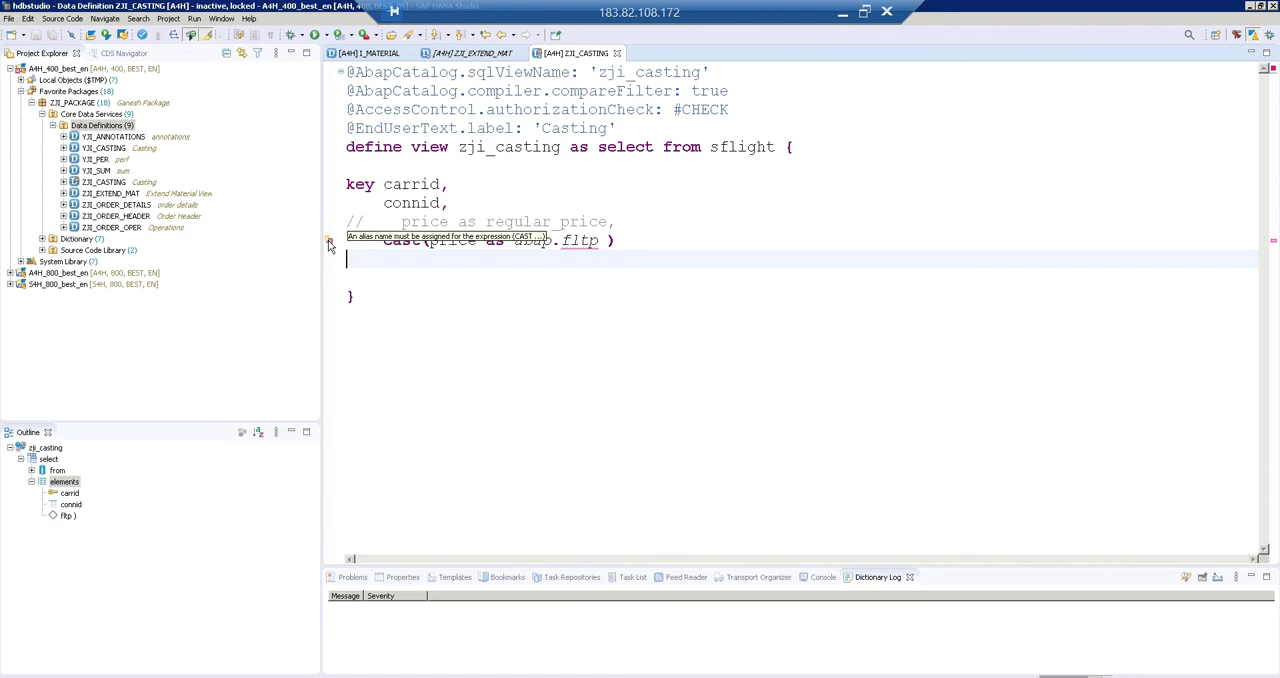 hdbstudio - Data Definition ZJI_CASTING [A4H] - inactive, locked - A4H_400_best_en [A4H, 400, BEST, EN] - SAP HANA Studio
183.82.108.172
File Edit Source Code Navigate Search Project Run Window Help
Project Explorer CDS Navigator
[A4H] I_MATERIAL [A4H] ZJI_EXTEND_MAT [A4H] ZJI_CASTING
A4H_400_best_en [A4H, 400, BEST, EN]
Local Objects ($TMP) (?)
Favorite Packages (18)
ZJI_PACKAGE (18) Ganesh Package
Core Data Services (9)
Data Definitions (9)
YJI_ANNOTATIONS annotations
YJI_CASTING Casting
YJI_PER perf
YJI_SUM sum
ZJI_CASTING Casting
ZJI_EXTEND_MAT Extend Material View
ZJI_ORDER_DETAILS order details
ZJI_ORDER_HEADER Order Header
ZJI_ORDER_OPER Operations
Dictionary (7)
Source Code Library (2)
System Library (?)
A4H_800_best_en [A4H, 800, BEST, EN]
S4H_800_best_en [S4H, 800, BEST, EN]
@AbapCatalog.sqlViewName: 'zji_casting'
@AbapCatalog.compiler.compareFilter: true
@AccessControl.authorizationCheck: #CHECK
@EndUserText.label: 'Casting'
define view zji_casting as select from sflight {
key carrid,
connid,
// price as regular_price,
An alias name must be assigned for the expression (CAST ...)
cast(price as abap.fltp )
}
Outline
zji_casting
select
from
elements
carrid
connid
fltp )
Problems Properties Templates Bookmarks Task Repositories Task List Feed Reader Transport Organizer Console Dictionary Log
Message Severity